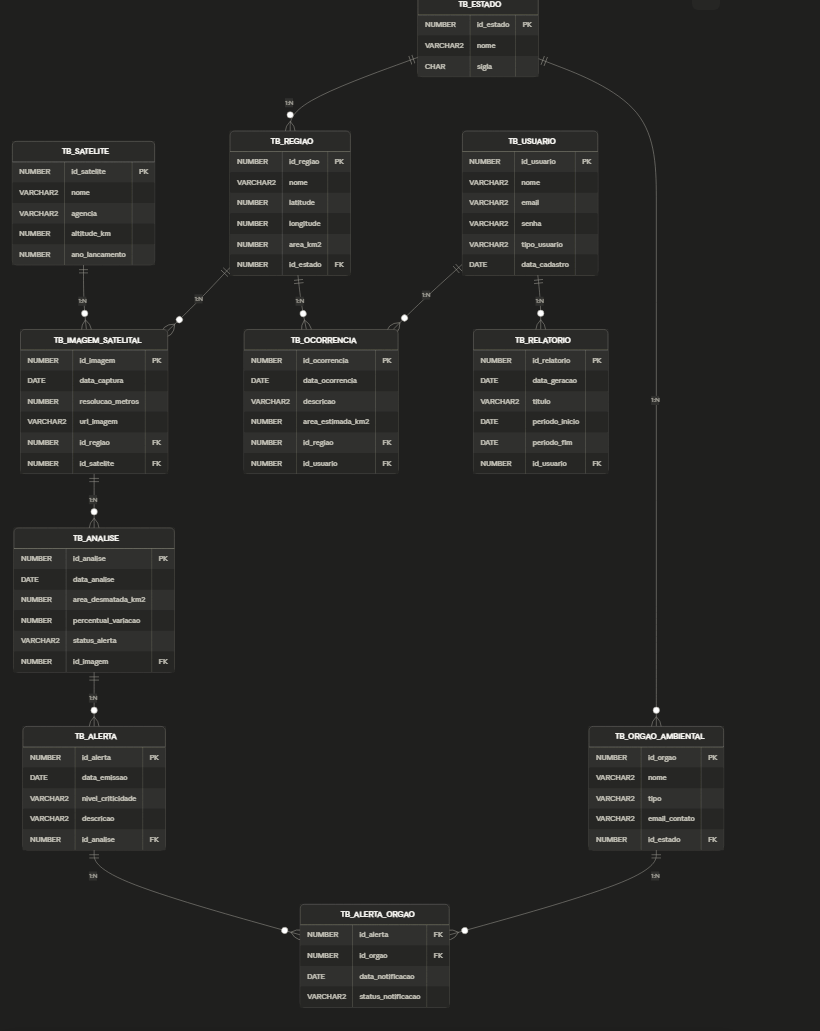 TB_ESTADO
NUMBER id_estado PK
VARCHAR2 nome
CHAR sigla
1:N
TB_SATELITE
NUMBER id_satelite PK
VARCHAR2 nome
VARCHAR2 agencia
NUMBER altitude_km
NUMBER ano_lancamento
TB_REGIAO
NUMBER id_regiao PK
VARCHAR2 nome
NUMBER latitude
NUMBER longitude
NUMBER area_km2
NUMBER id_estado FK
TB_USUARIO
NUMBER id_usuario PK
VARCHAR2 nome
VARCHAR2 email
VARCHAR2 senha
VARCHAR2 tipo_usuario
DATE data_cadastro
1:N
1:N
1:N
1:N
1:N
TB_IMAGEM_SATELITAL
NUMBER id_imagem PK
DATE data_captura
NUMBER resolucao_metros
VARCHAR2 url_imagem
NUMBER id_regiao FK
NUMBER id_satelite FK
TB_OCORRENCIA
NUMBER id_ocorrencia PK
DATE data_ocorrencia
VARCHAR2 descricao
NUMBER area_estimada_km2
NUMBER id_regiao FK
NUMBER id_usuario FK
TB_RELATORIO
NUMBER id_relatorio PK
DATE data_geracao
VARCHAR2 titulo
DATE periodo_inicio
DATE periodo_fim
NUMBER id_usuario FK
1:N
1:N
TB_ANALISE
NUMBER id_analise PK
DATE data_analise
NUMBER area_desmatada_km2
NUMBER percentual_variacao
VARCHAR2 status_alerta
NUMBER id_imagem FK
1:N
TB_ALERTA
NUMBER id_alerta PK
DATE data_emissao
VARCHAR2 nivel_criticidade
VARCHAR2 descricao
NUMBER id_analise FK
TB_ORGAO_AMBIENTAL
NUMBER id_orgao PK
VARCHAR2 nome
VARCHAR2 tipo
VARCHAR2 email_contato
NUMBER id_estado FK
1:N
1:N
TB_ALERTA_ORGAO
NUMBER id_alerta FK
NUMBER id_orgao FK
DATE data_notificacao
VARCHAR2 status_notificacao